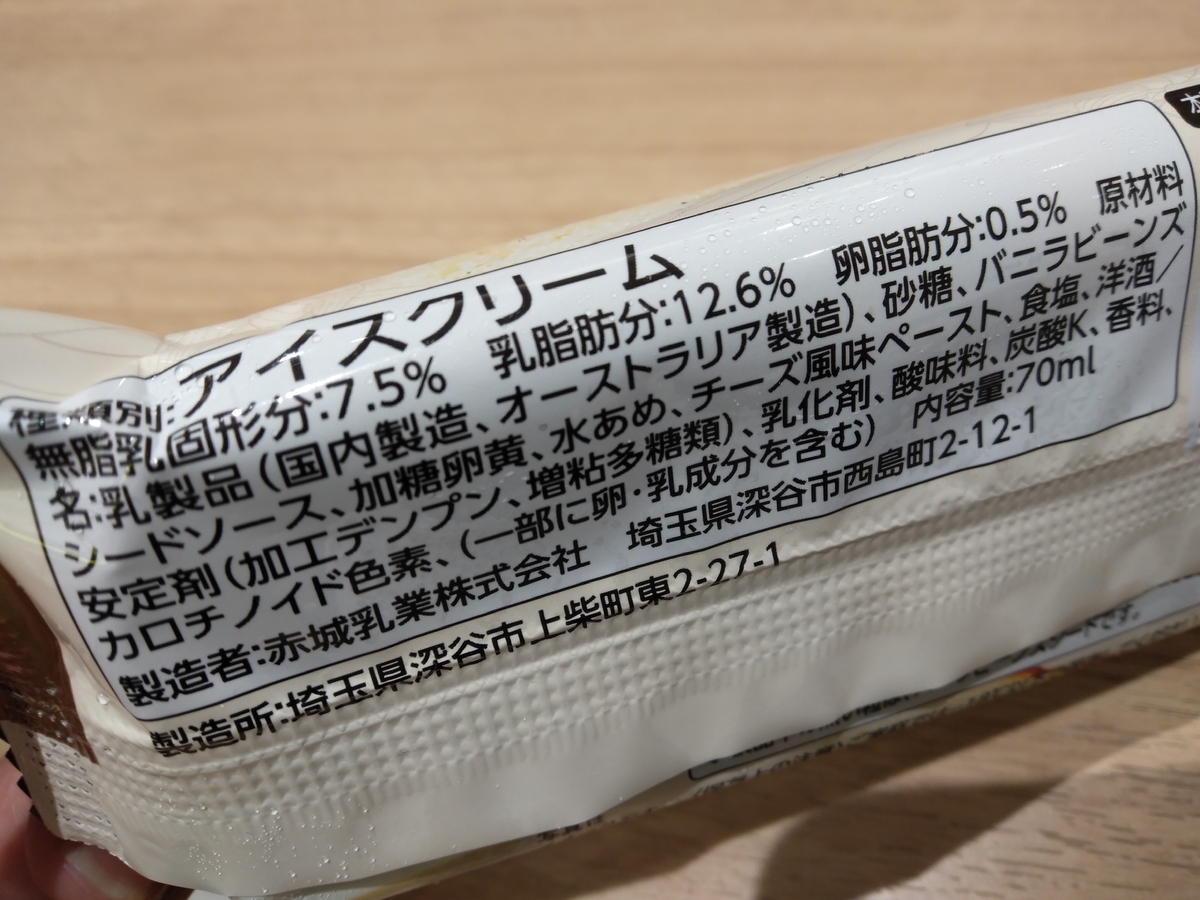 種類別:アイスクリーム
無脂乳固形分:7.5% 乳脂肪分:12.6% 卵脂肪分:0.5% 原材料
名:乳製品(国内製造、オーストラリア製造)、砂糖、バニラビーンズ
シードソース、加糖卵黄、水あめ、チーズ風味ペースト、食塩、洋酒/
安定剤(加工デンプン、増粘多糖類)、乳化剤、酸味料、炭酸K、香料、
カロチノイド色素、(一部に卵・乳成分を含む) 内容量:70ml
製造者:赤城乳業株式会社 埼玉県深谷市西島町2-12-1
製造所:埼玉県深谷市上柴町東2-27-1